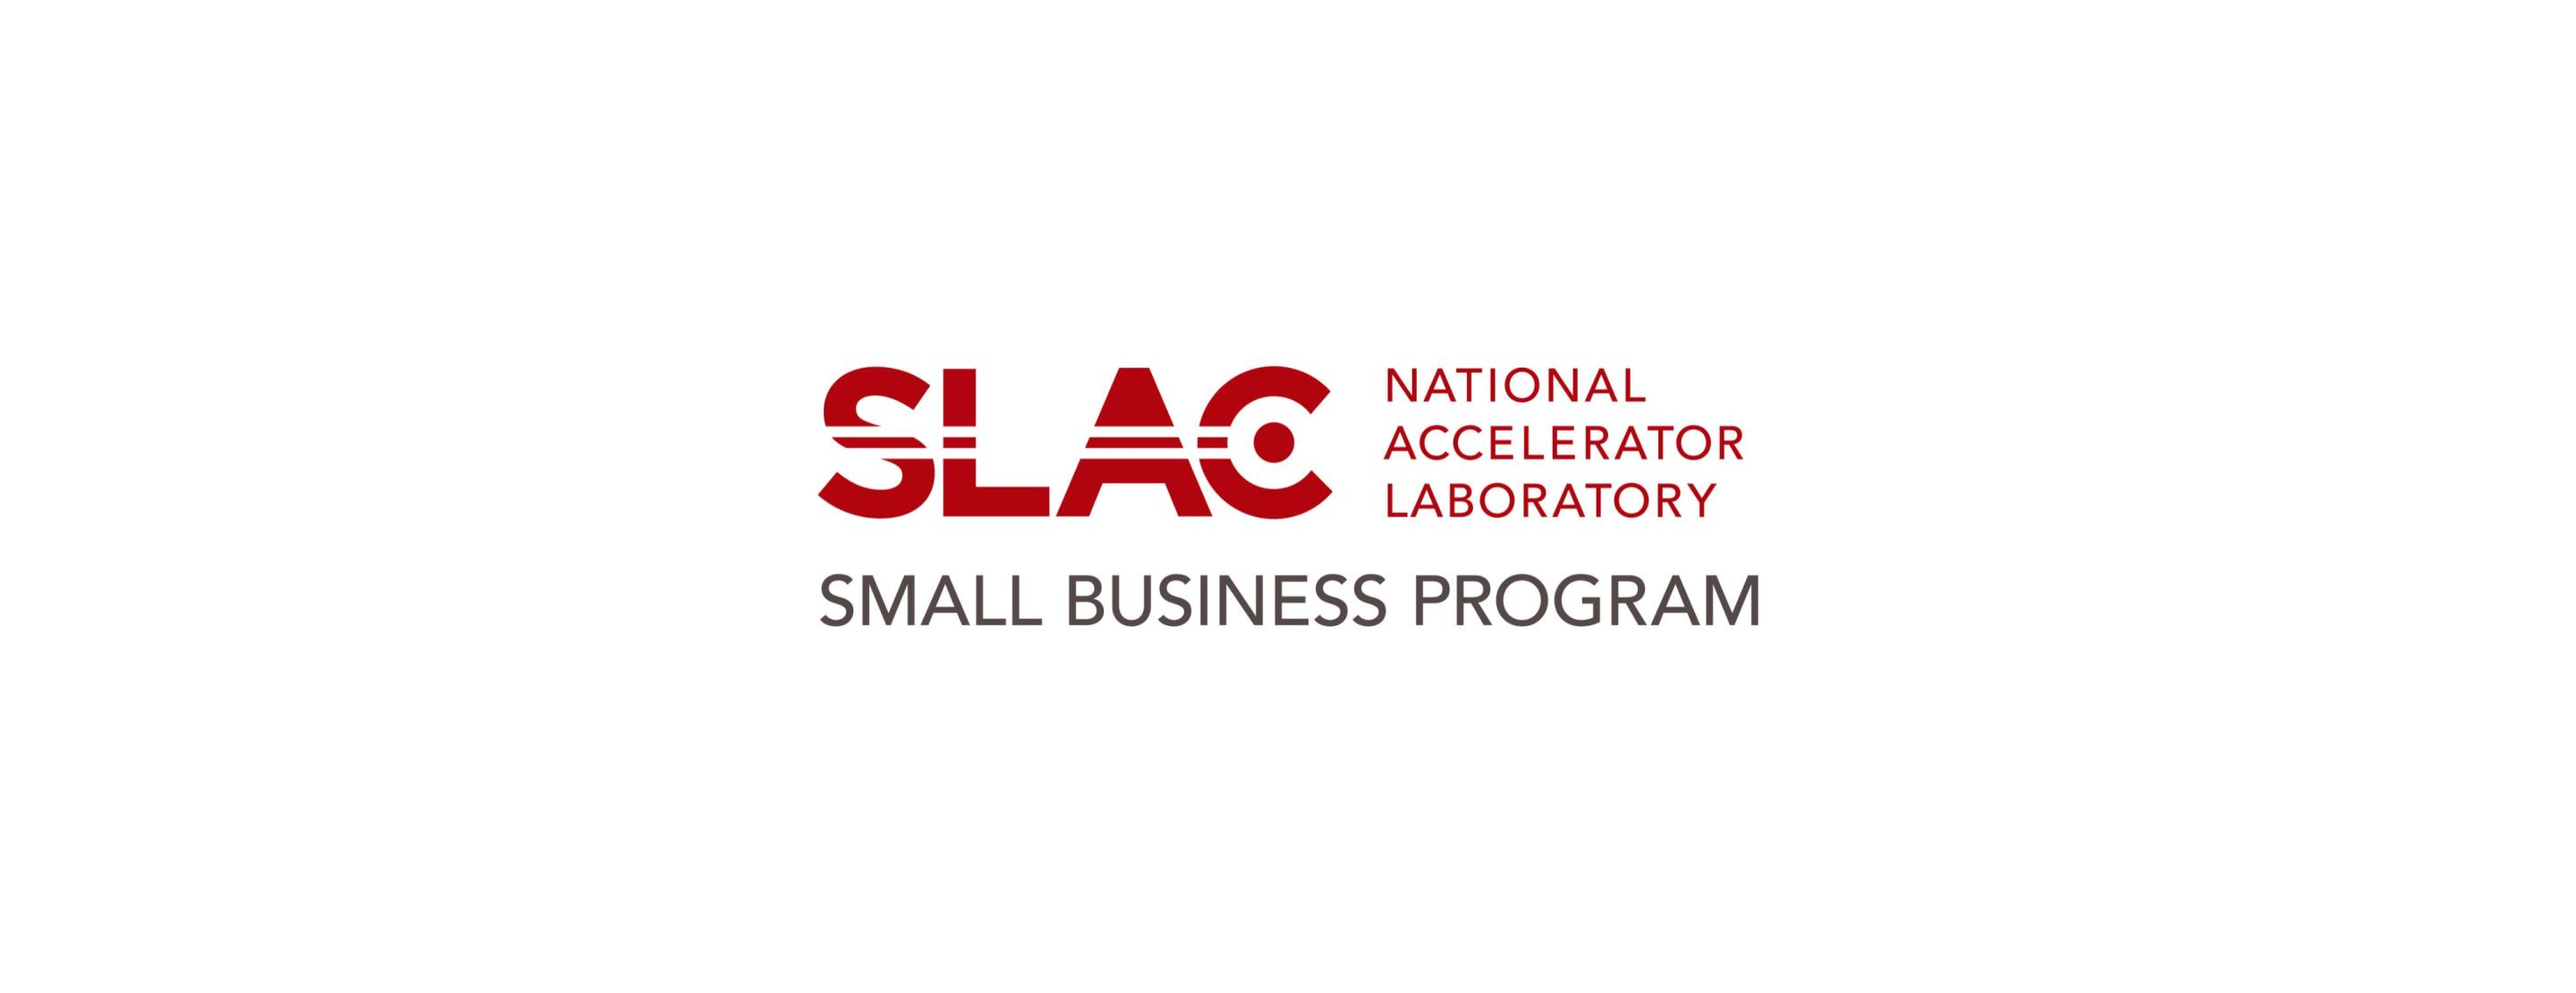 SLAC
NATIONAL
ACCELERATOR
LABORATORY
SMALL BUSINESS PROGRAM